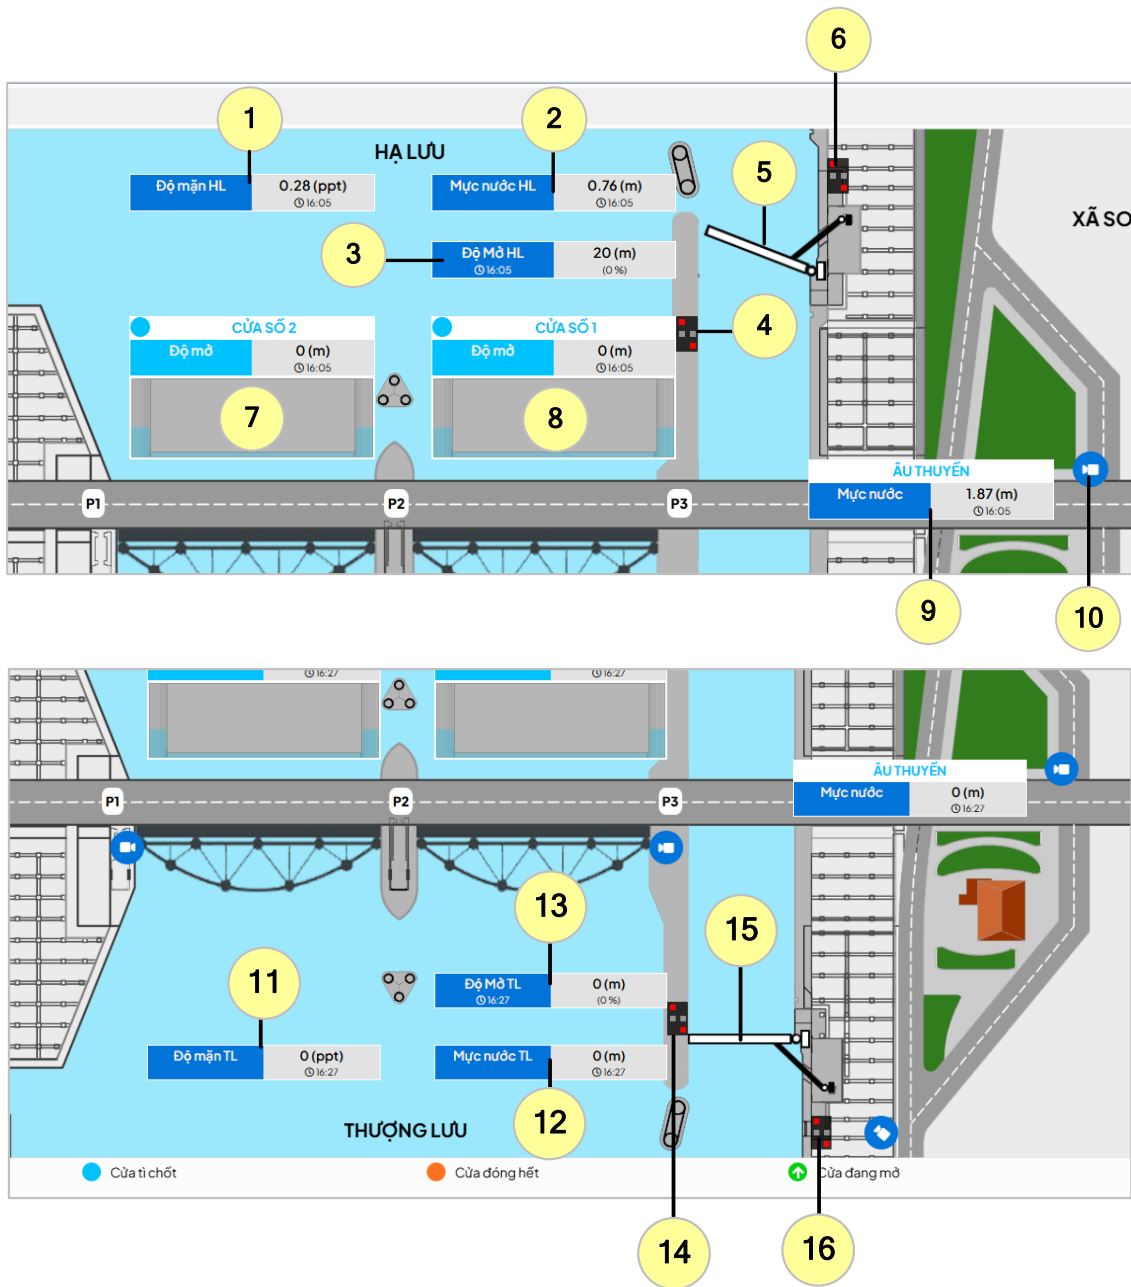 6
1
2
HẠ LƯU
5
Độ mặn HL 0.28 (ppt)
16:05
Mực nước HL 0.76 (m)
16:05
XÃ SO
3
Độ Mở HL 20 (m)
16:05 (0 %)
4
CỬA SỐ 2
Độ mở 0 (m)
16:05
CỬA SỐ 1
Độ mở 0 (m)
16:05
7
8
ÂU THUYỀN
Mực nước 1.87 (m)
16:05
P1
P2
P3
9
10
16:27
16:27
ÂU THUYỀN
Mực nước 0 (m)
16:27
P1
P2
P3
13
15
11
Độ Mở TL 0 (m)
16:27 (0 %)
Độ mặn TL 0 (ppt)
16:27
Mực nước TL 0 (m)
16:27
12
THƯỢNG LƯU
Cửa tì chốt
Cửa đóng hết
Cửa đang mở
14
16